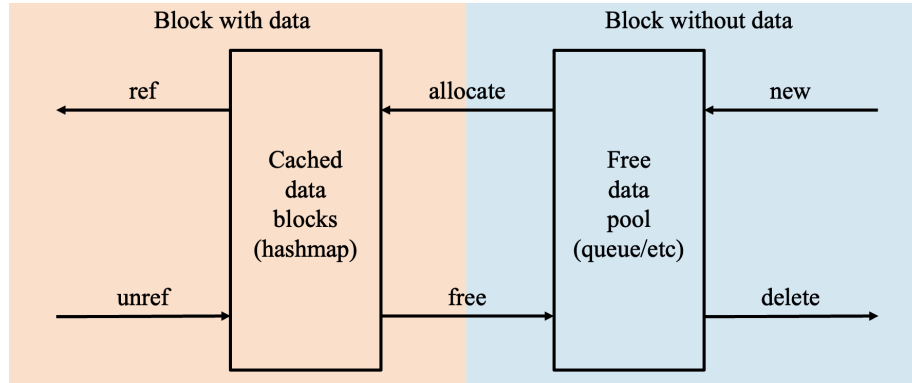 Block with data
Block without data
ref
allocate
new
Cached
data
blocks
(hashmap)
Free
data
pool
(queue/etc)
unref
free
delete